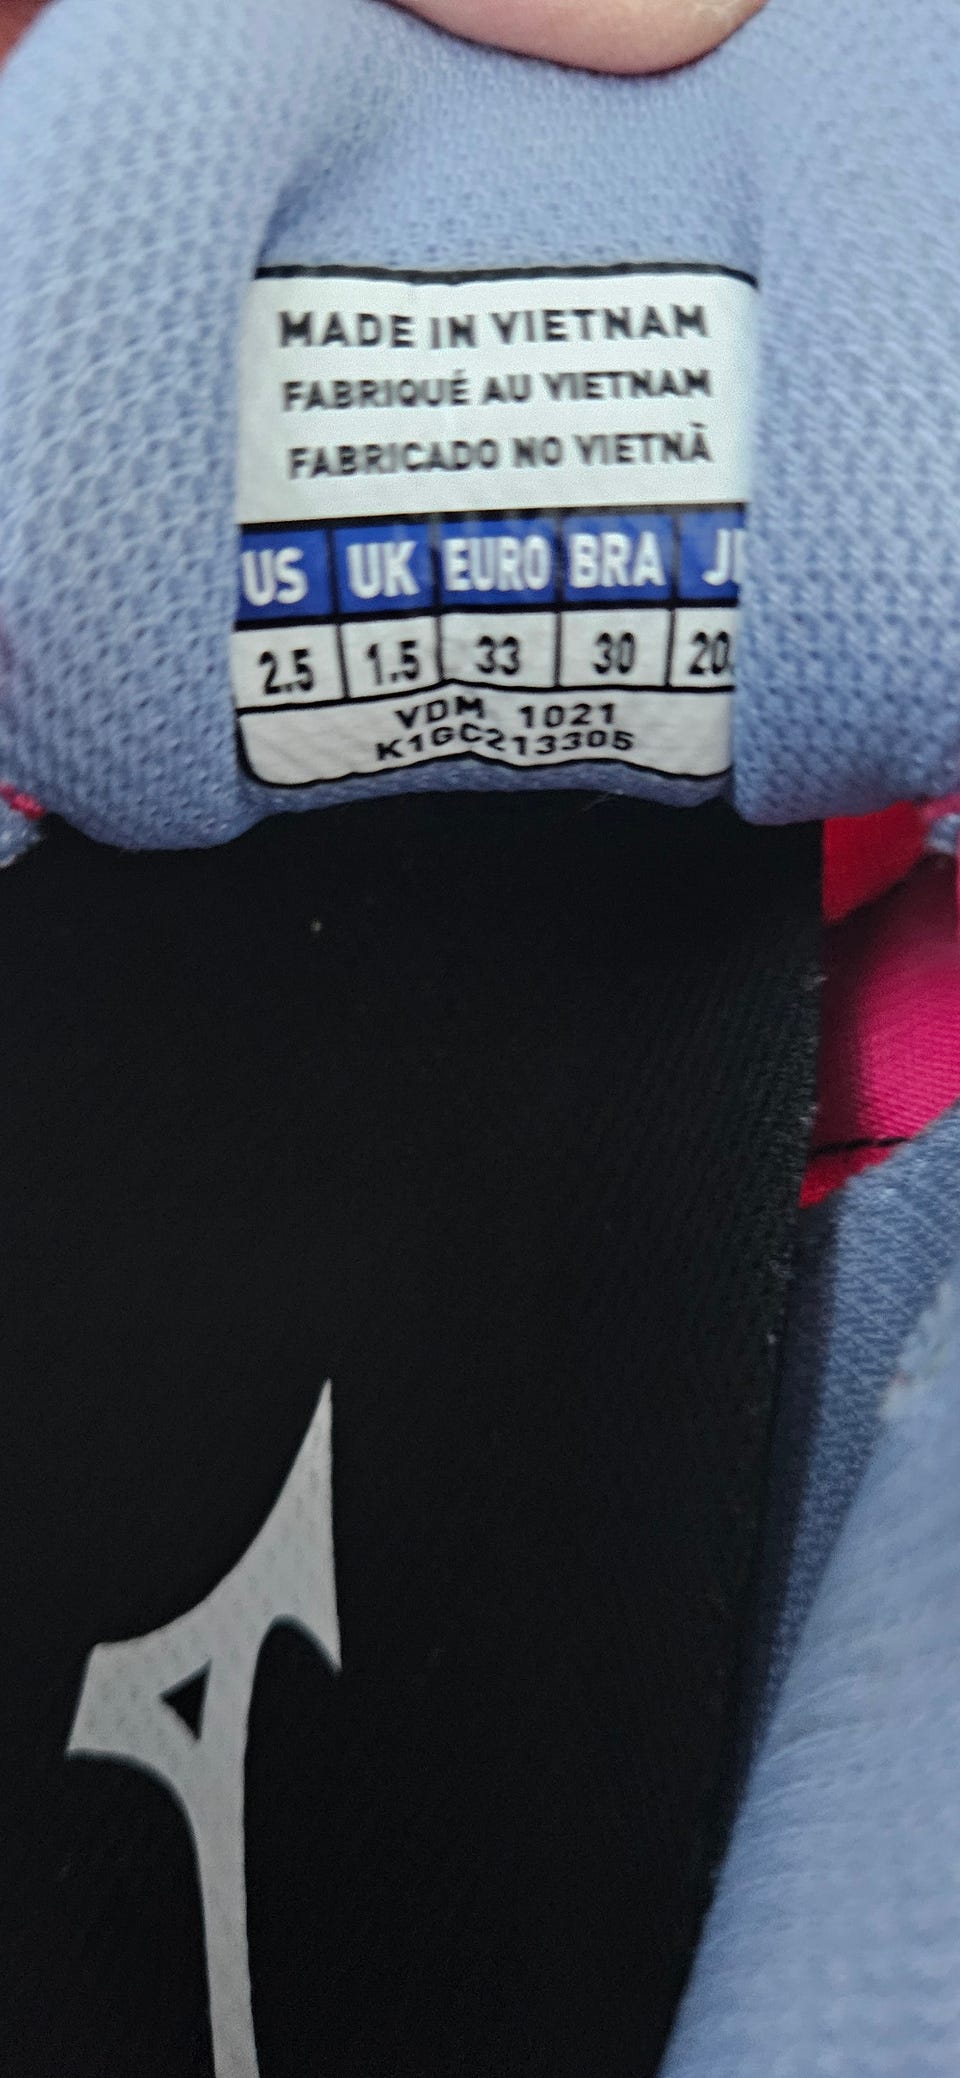 MADE IN VIETNAM
FABRIQUÉ AU VIETNAM
FABRICADO NO VIETNÃ
US UK EURO BRA
2.5 1.5 33 30
VDM 1021
K1GC213305